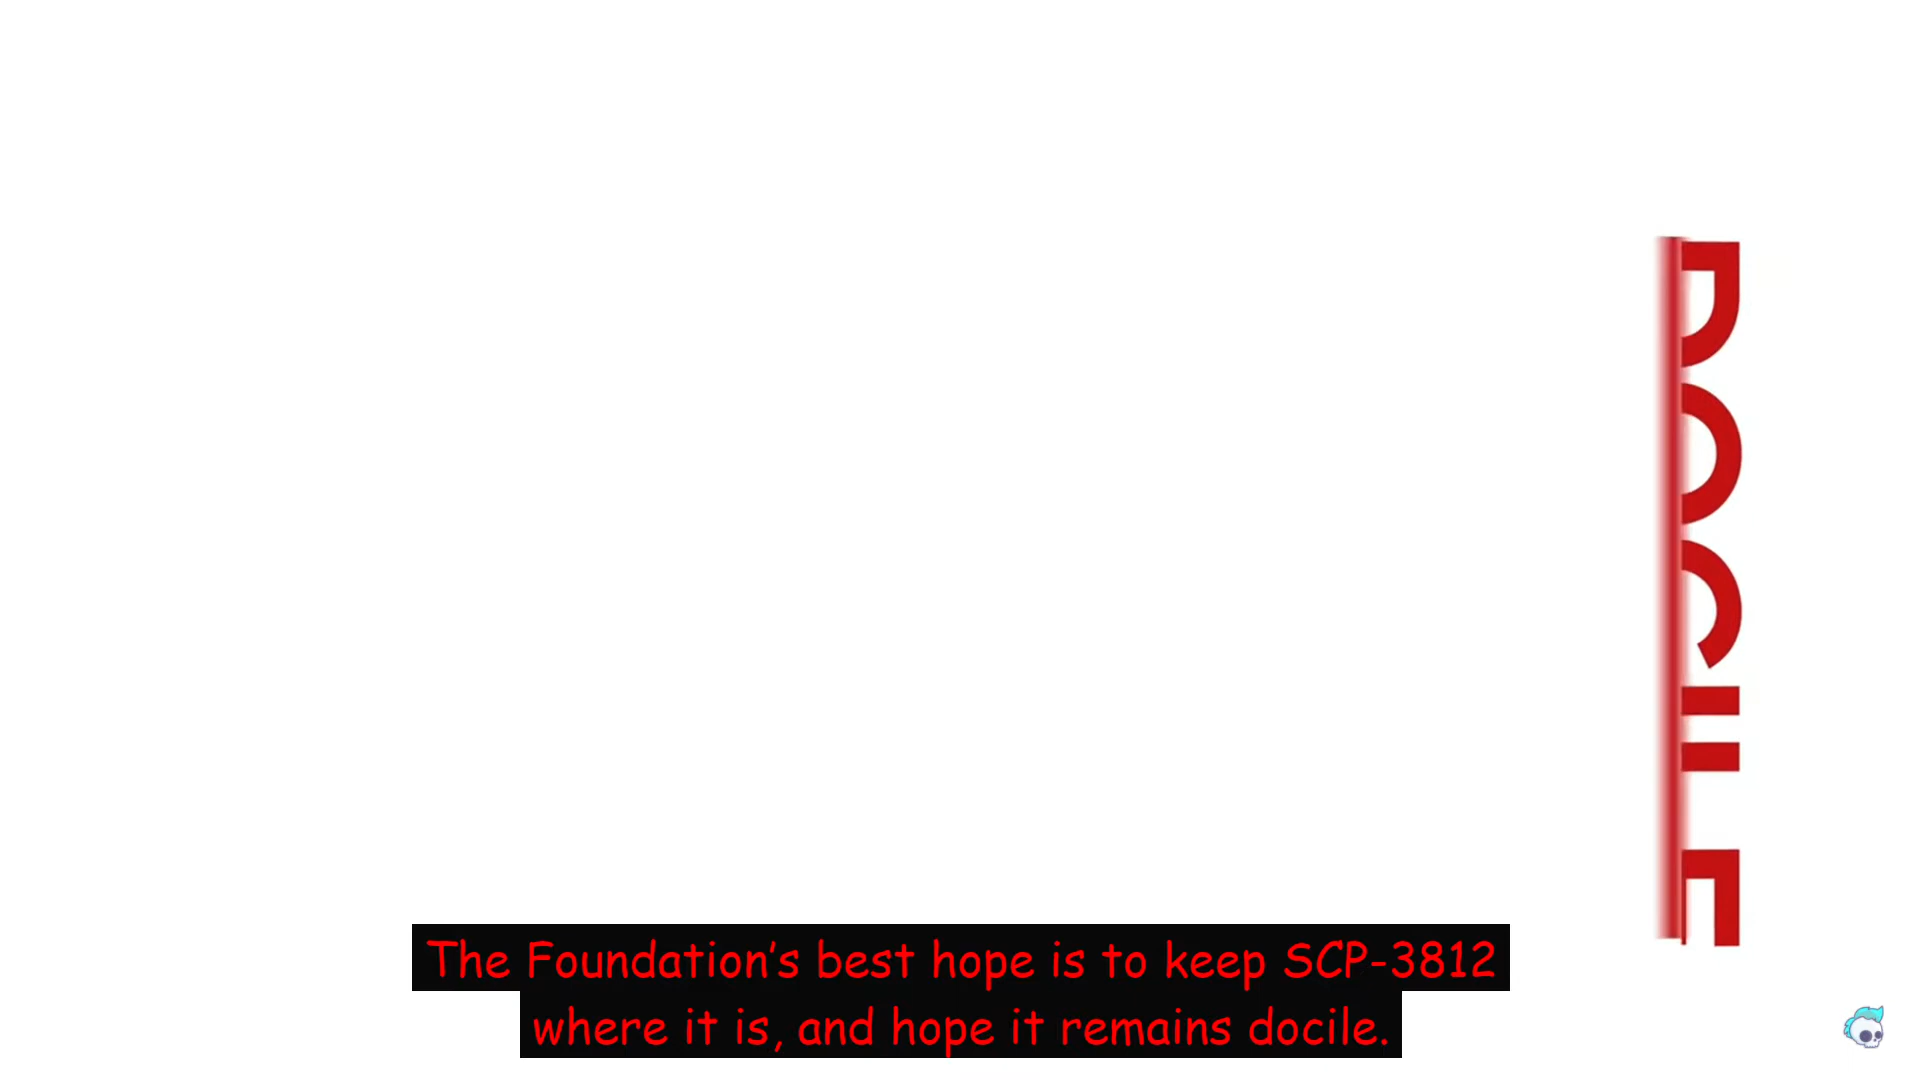 DOCILE
The Foundation's best hope is to keep SCP-3812
where it is, and hope it remains docile.